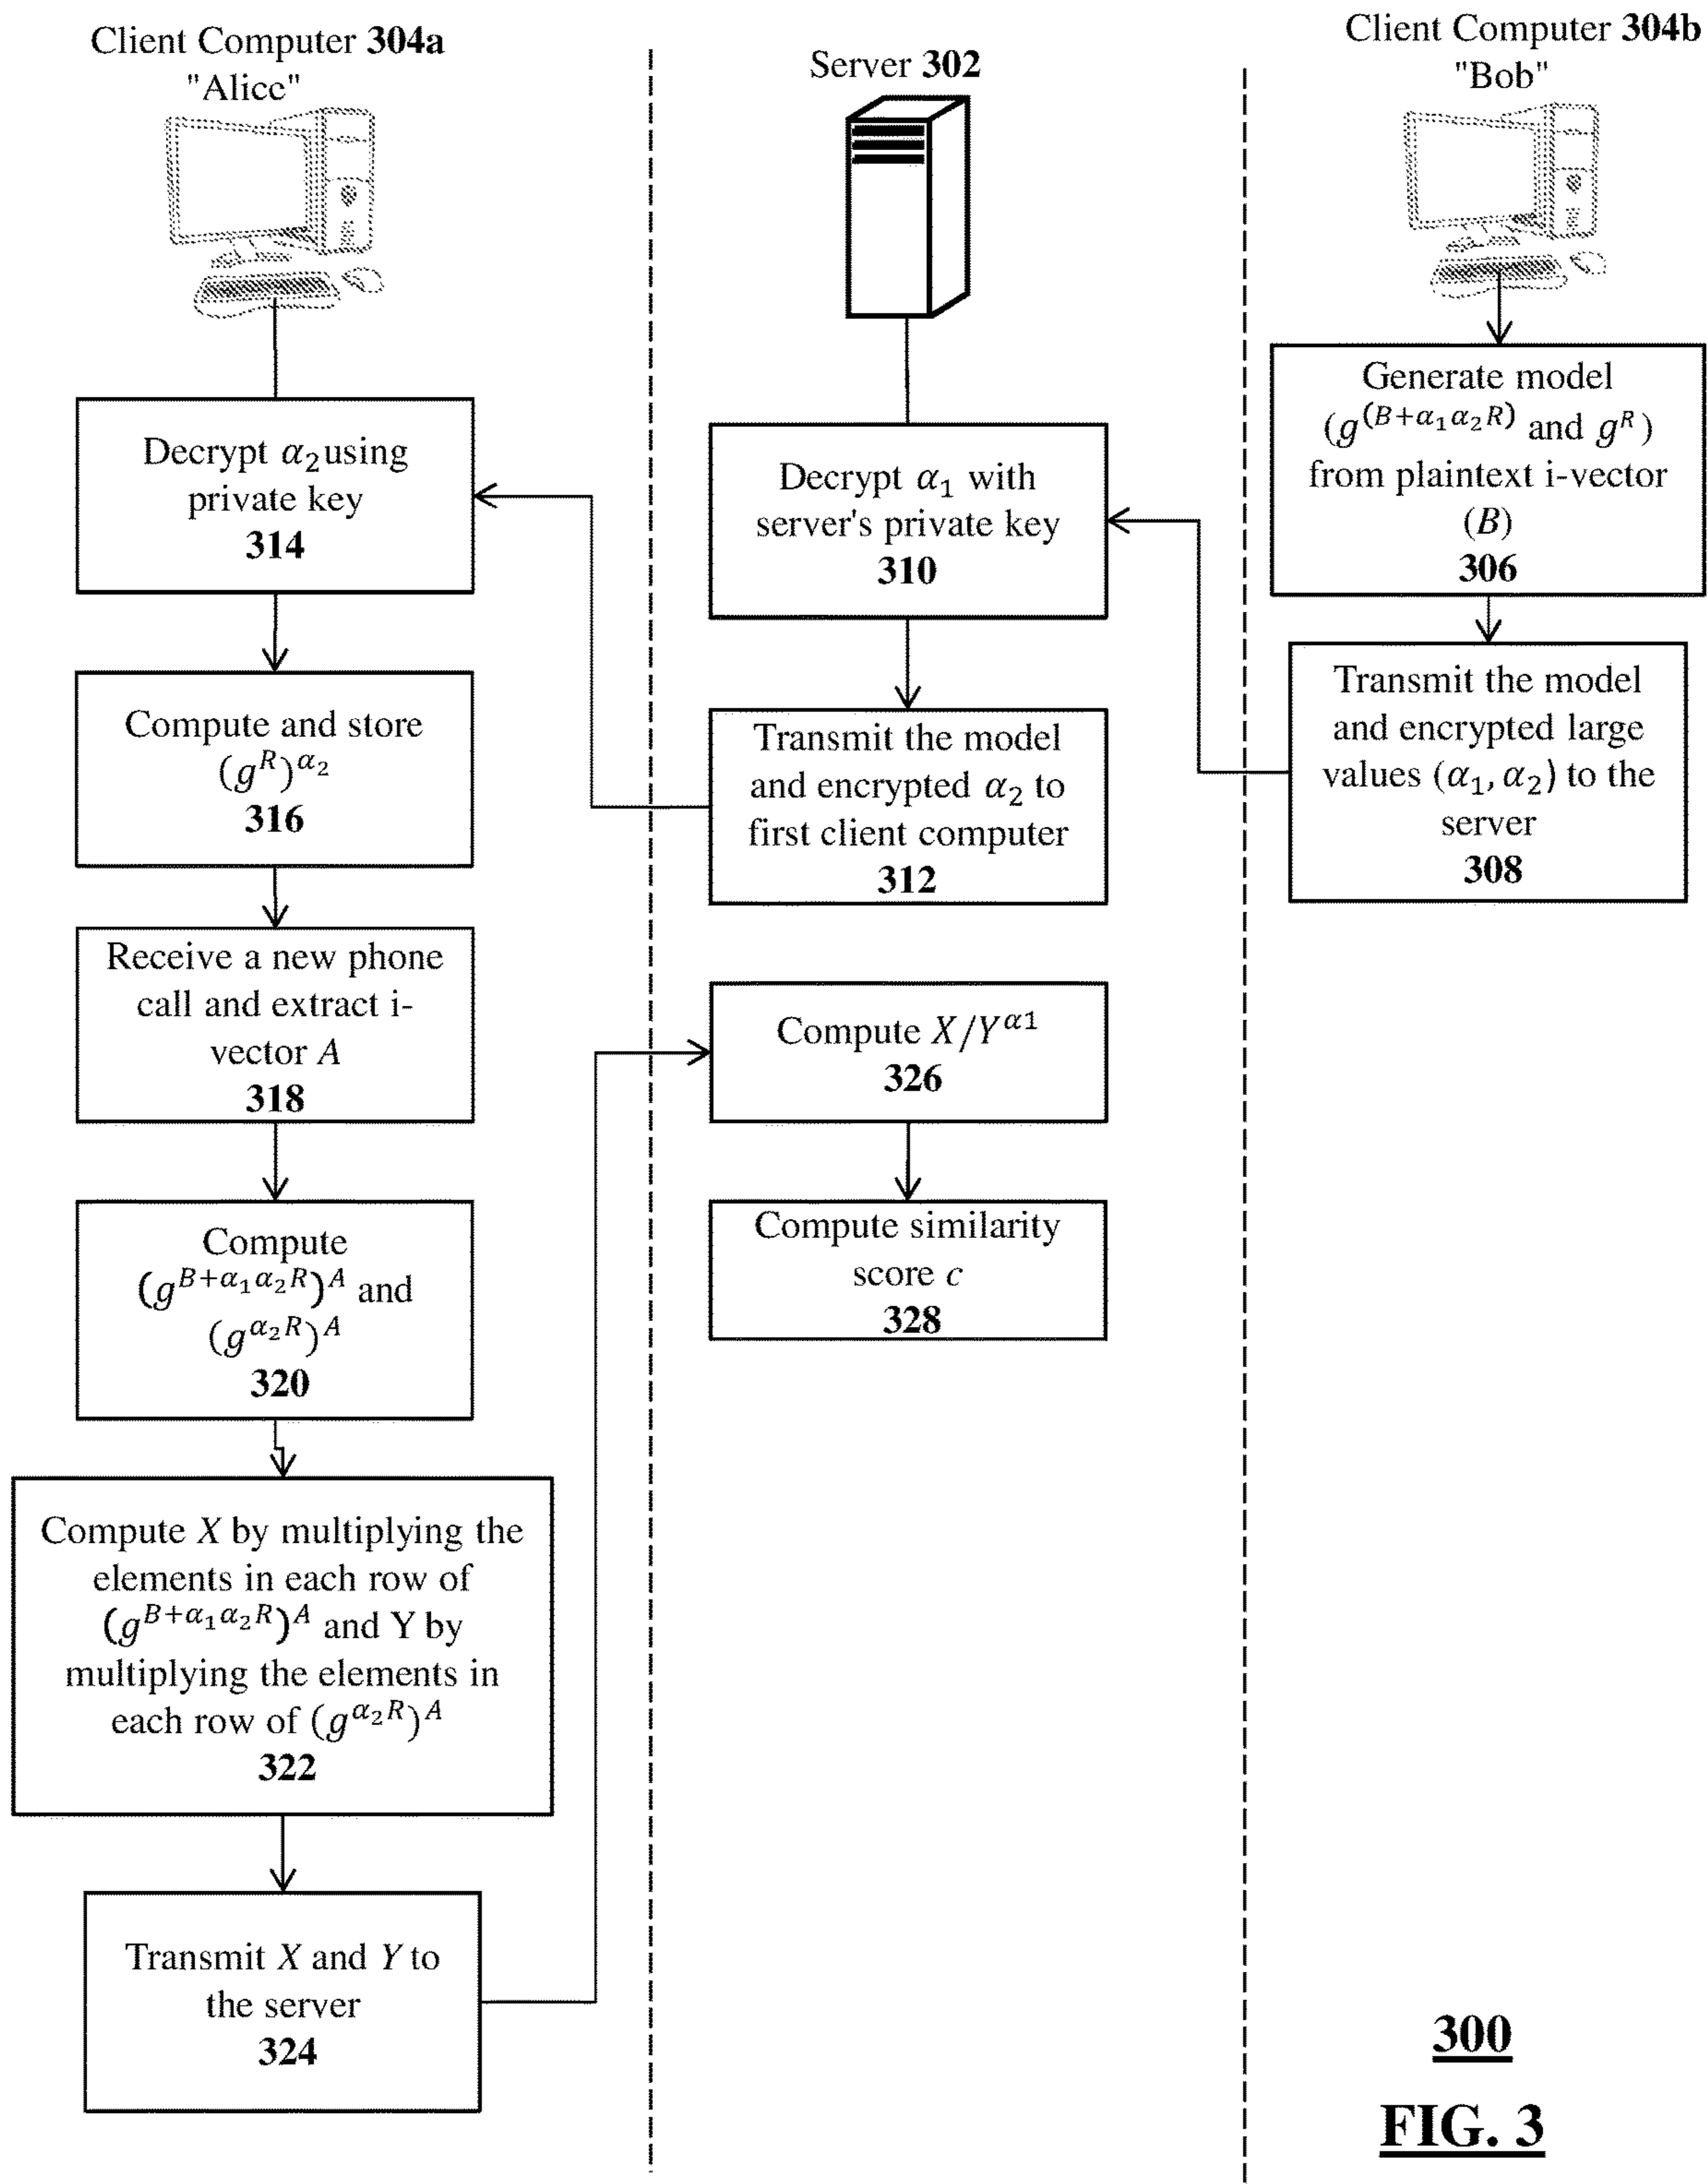 Client Computer 304a
"Alice"
Decrypt α₂ using
private key
314
Compute and store
(g^R)^α₂
316
Receive a new phone
call and extract i-
vector A
318
Compute
(g^(B+α₁α₂R))^A and
(g^(α₂R))^A
320
Compute X by multiplying the
elements in each row of
(g^(B+α₁α₂R))^A and Y by
multiplying the elements in
each row of (g^(α₂R))^A
322
Transmit X and Y to
the server
324
Server 302
Decrypt α₁ with
server's private key
310
Transmit the model
and encrypted α₂ to
first client computer
312
Compute X/Y^α1
326
Compute similarity
score c
328
Client Computer 304b
"Bob"
Generate model
(g^(B+α₁α₂R) and g^R)
from plaintext i-vector
(B)
306
Transmit the model
and encrypted large
values (α₁, α₂) to the
server
308
300
FIG. 3